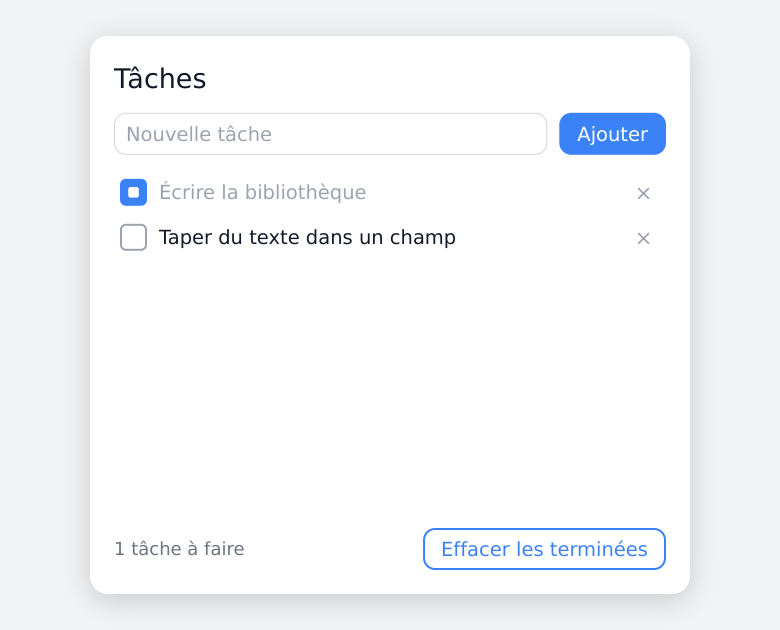 Tâches
Nouvelle tâche
Ajouter
Écrire la bibliothèque ×
Taper du texte dans un champ ×
1 tâche à faire
Effacer les terminées